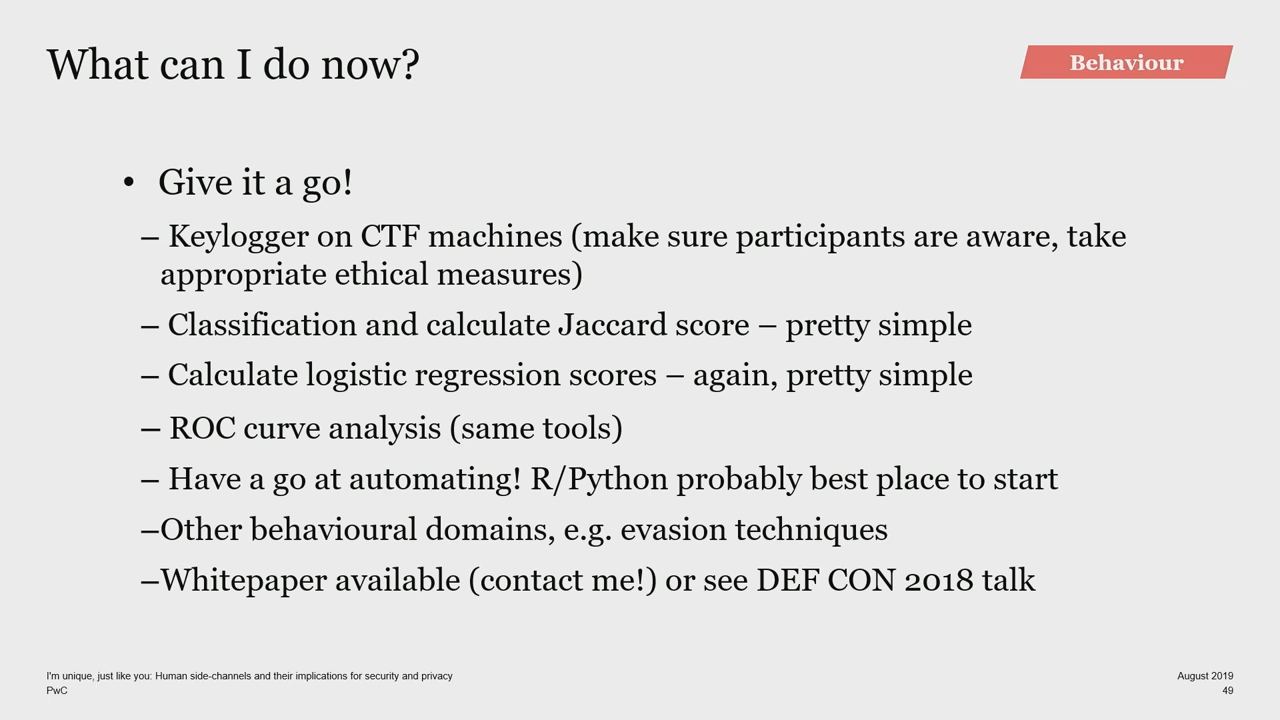 What can I do now?
Behaviour
• Give it a go!
– Keylogger on CTF machines (make sure participants are aware, take
appropriate ethical measures)
– Classification and calculate Jaccard score – pretty simple
– Calculate logistic regression scores – again, pretty simple
– ROC curve analysis (same tools)
– Have a go at automating! R/Python probably best place to start
–Other behavioural domains, e.g. evasion techniques
–Whitepaper available (contact me!) or see DEF CON 2018 talk
I'm unique, just like you: Human side-channels and their implications for security and privacy
PwC
August 2019
49